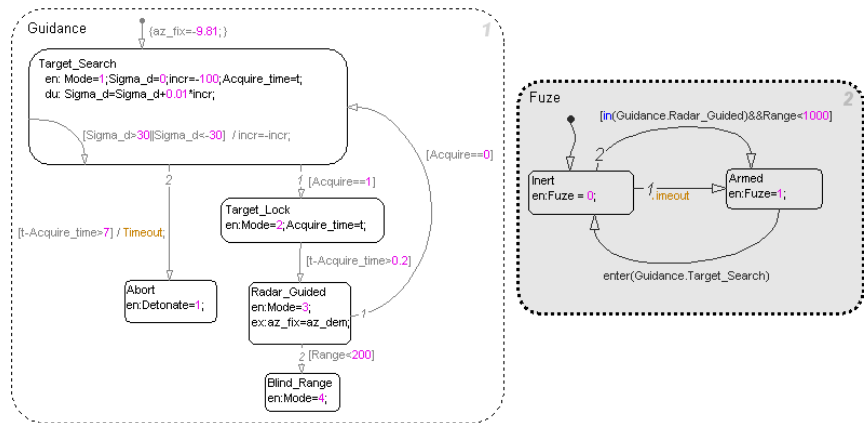 Guidance
1
{az_fix=-9.81;}
Target_Search
en: Mode=1;Sigma_d=0;incr=-100;Acquire_time=t;
du: Sigma_d=Sigma_d+0.01*incr;
[Sigma_d>30||Sigma_d<-30] / incr=-incr;
[Acquire==0]
2
1
[Acquire==1]
Target_Lock
en:Mode=2;Acquire_time=t;
[t-Acquire_time>7] / Timeout;
[t-Acquire_time>0.2]
Abort
en:Detonate=1;
Radar_Guided
en:Mode=3;
ex:az_fix=az_dem;
1
2
[Range<200]
Blind_Range
en:Mode=4;
Fuze
2
[in(Guidance.Radar_Guided)&&Range<1000]
2
Inert
en:Fuze = 0;
1
.imeout
Armed
en:Fuze=1;
enter(Guidance.Target_Search)